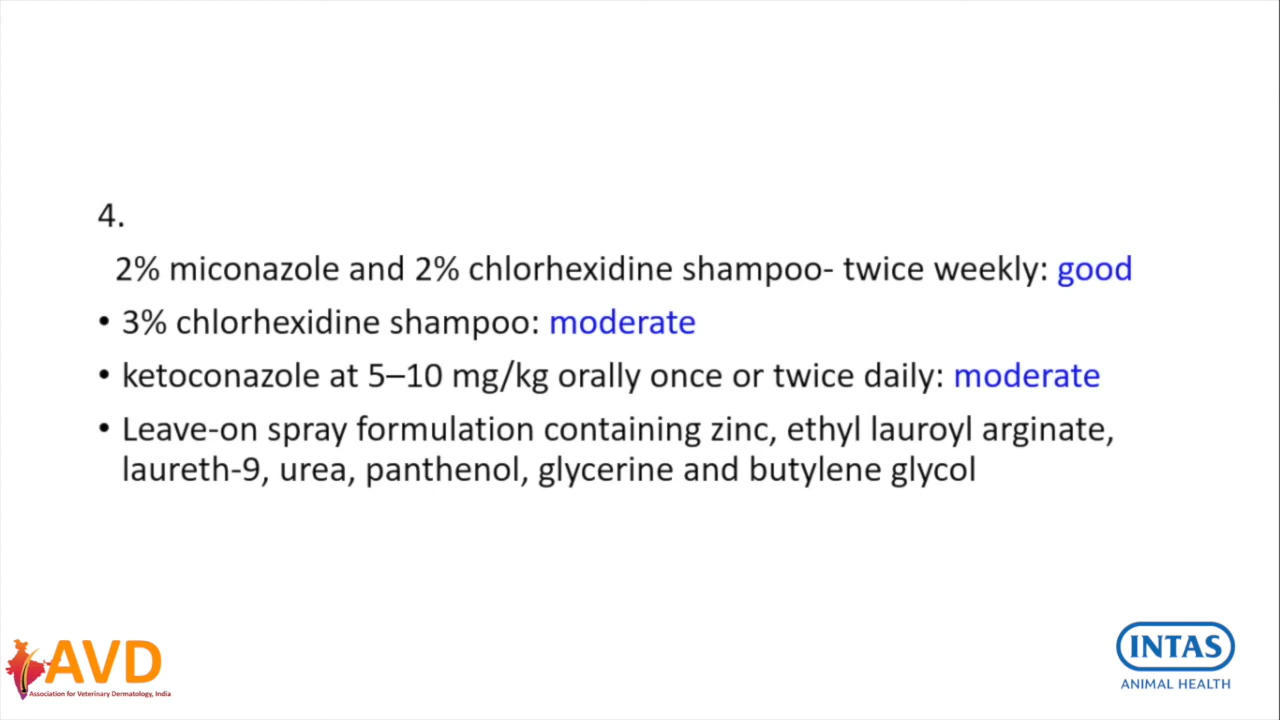 4.
2% miconazole and 2% chlorhexidine shampoo- twice weekly: good
• 3% chlorhexidine shampoo: moderate
• ketoconazole at 5–10 mg/kg orally once or twice daily: moderate
• Leave-on spray formulation containing zinc, ethyl lauroyl arginate,
laureth-9, urea, panthenol, glycerine and butylene glycol
AVD
Association for Veterinary Dermatology, India
INTAS
ANIMAL HEALTH